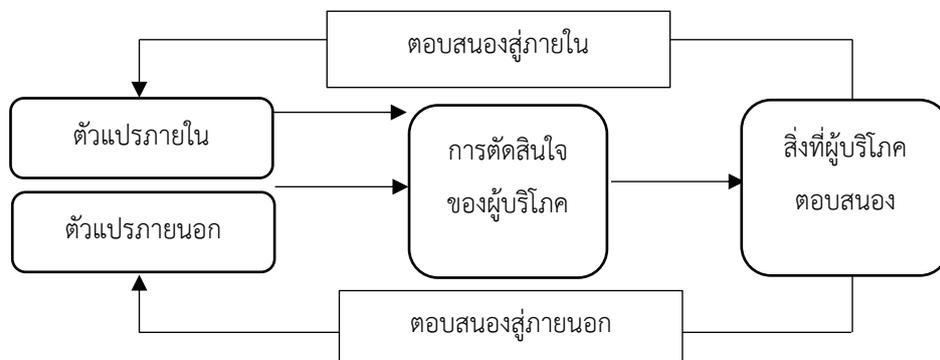 ตอบสนองสู่ภายใน
ตัวแปรภายใน
การตัดสินใจ
ของผู้บริโภค
สิ่งที่ผู้บริโภค
ตอบสนอง
ตัวแปรภายนอก
ตอบสนองสู่ภายนอก